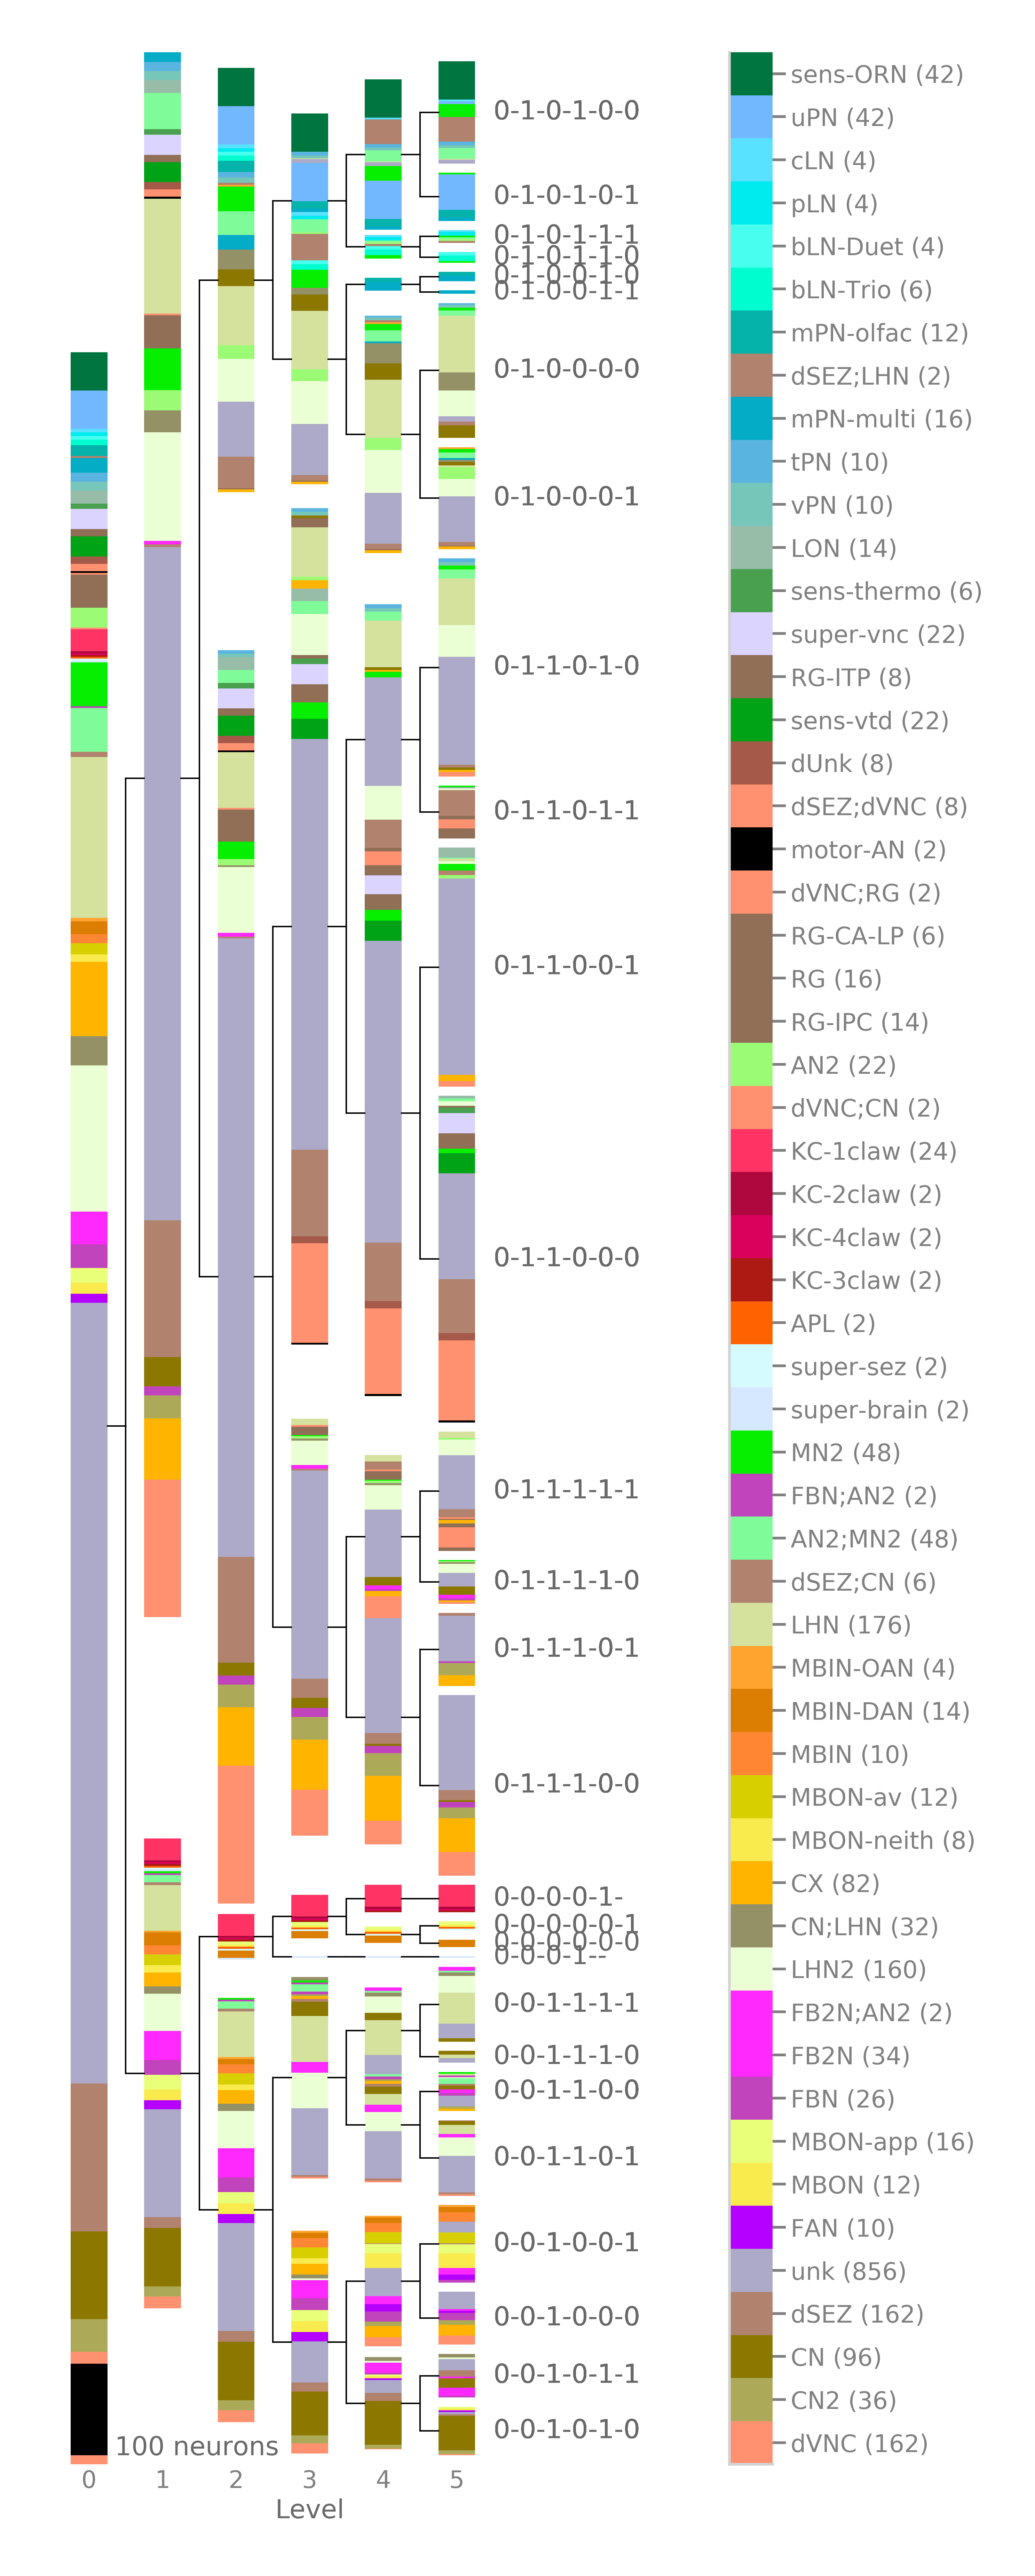 0-1-0-1-0-0
0-1-0-1-0-1
0-1-0-1-1-1
0-1-0-1-1-0
0-1-0-0-1-0
0-1-0-0-1-1
0-1-0-0-0-0
0-1-0-0-0-1
0-1-1-0-1-0
0-1-1-0-1-1
0-1-1-0-0-1
0-1-1-0-0-0
0-1-1-1-1-1
0-1-1-1-1-0
0-1-1-1-0-1
0-1-1-1-0-0
0-0-0-0-1-
0-0-0-0-0-1
0-0-0-0-0-0
0-0-0-1--
0-0-1-1-1-1
0-0-1-1-1-0
0-0-1-1-0-0
0-0-1-1-0-1
0-0-1-0-0-1
0-0-1-0-0-0
0-0-1-0-1-1
0-0-1-0-1-0
100 neurons
0 1 2 3 4 5
Level
sens-ORN (42)
uPN (42)
cLN (4)
pLN (4)
bLN-Duet (4)
bLN-Trio (6)
mPN-olfac (12)
dSEZ;LHN (2)
mPN-multi (16)
tPN (10)
vPN (10)
LON (14)
sens-thermo (6)
super-vnc (22)
RG-ITP (8)
sens-vtd (22)
dUnk (8)
dSEZ;dVNC (8)
motor-AN (2)
dVNC;RG (2)
RG-CA-LP (6)
RG (16)
RG-IPC (14)
AN2 (22)
dVNC;CN (2)
KC-1claw (24)
KC-2claw (2)
KC-4claw (2)
KC-3claw (2)
APL (2)
super-sez (2)
super-brain (2)
MN2 (48)
FBN;AN2 (2)
AN2;MN2 (48)
dSEZ;CN (6)
LHN (176)
MBIN-OAN (4)
MBIN-DAN (14)
MBIN (10)
MBON-av (12)
MBON-neith (8)
CX (82)
CN;LHN (32)
LHN2 (160)
FB2N;AN2 (2)
FB2N (34)
FBN (26)
MBON-app (16)
MBON (12)
FAN (10)
unk (856)
dSEZ (162)
CN (96)
CN2 (36)
dVNC (162)